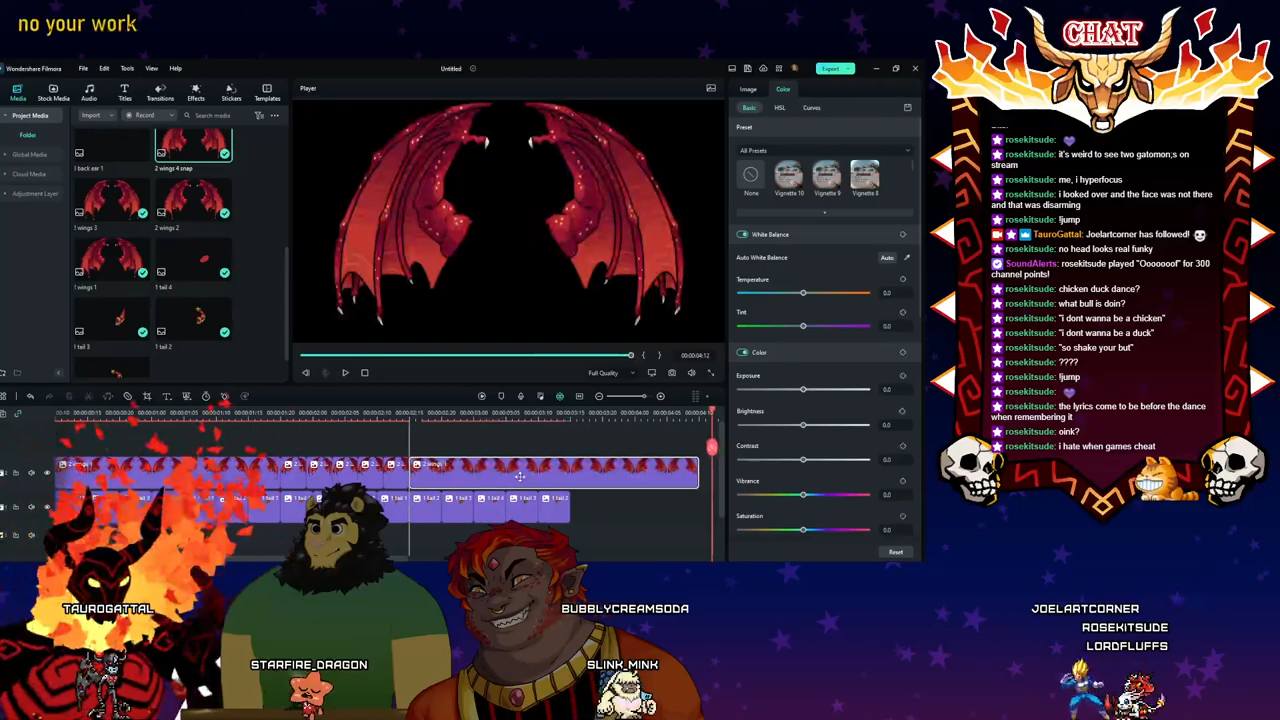 no your work
CHAT
Wondershare Filmora
File Edit Tools View Help
Untitled
Export
Media Stock Media Audio Titles Transitions Effects Stickers Templates
Project Media
Import
Record
Search media
Folder
Global Media
Cloud Media
Adjustment Layer
back ear 1
2 wings 4 snap
2 wings 3
2 wings 2
2 wings 1
1 tail 4
1 tail 3
1 tail 2
Player
Full Quality
00:00:04:12
Image Color
Basic HSL Curves
Preset
All Presets
None Vignette 10 Vignette 9 Vignette 8
White Balance
Auto White Balance Auto
Temperature
0.0
Tint
0.0
Color
Exposure
0.0
Brightness
0.0
Contrast
0.0
Vibrance
0.0
Saturation
0.0
Reset
rosekitsude:
rosekitsude: it's weird to see two gatomon;s on
stream
rosekitsude: me, i hyperfocus
rosekitsude: i looked over and the face was not there
and that was disarming
rosekitsude: !jump
TauroGattal: Joelartcorner has followed!
rosekitsude: no head looks real funky
SoundAlerts: rosekitsude played "Ooooooof" for 300
channel points!
rosekitsude: chicken duck dance?
rosekitsude: what bull is doin?
rosekitsude: "i dont wanna be a chicken"
rosekitsude: "i dont wanna be a duck"
rosekitsude: "so shake your but"
rosekitsude: ????
rosekitsude: !jump
rosekitsude:
rosekitsude: the lyrics come to be before the dance
when remembering it
rosekitsude: oink?
rosekitsude: i hate when games cheat
TAUROGATTAL
STARFIRE_DRAGON
BUBBLYCREAMSODA
SLINK_MINK
JOELARTCORNER
ROSEKITSUDE
LORDFLUFFS